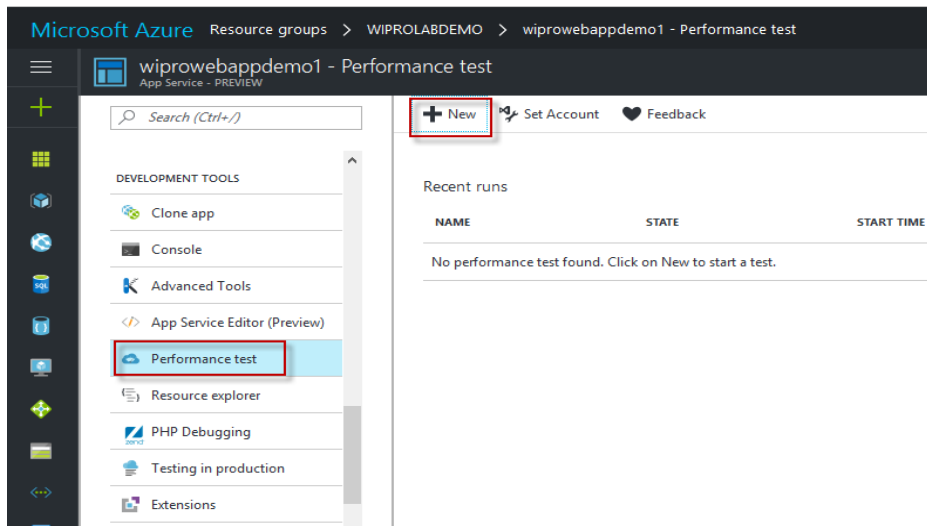 Microsoft Azure Resource groups > WIPROLABDEMO > wiprowebappdemo1 - Performance test
wiprowebappdemo1 - Performance test
App Service - PREVIEW
Search (Ctrl+/)
New Set Account Feedback
DEVELOPMENT TOOLS
Clone app
Console
Advanced Tools
App Service Editor (Preview)
Performance test
Resource explorer
zend
PHP Debugging
Testing in production
Extensions
SQL
Recent runs
NAME STATE START TIME
No performance test found. Click on New to start a test.